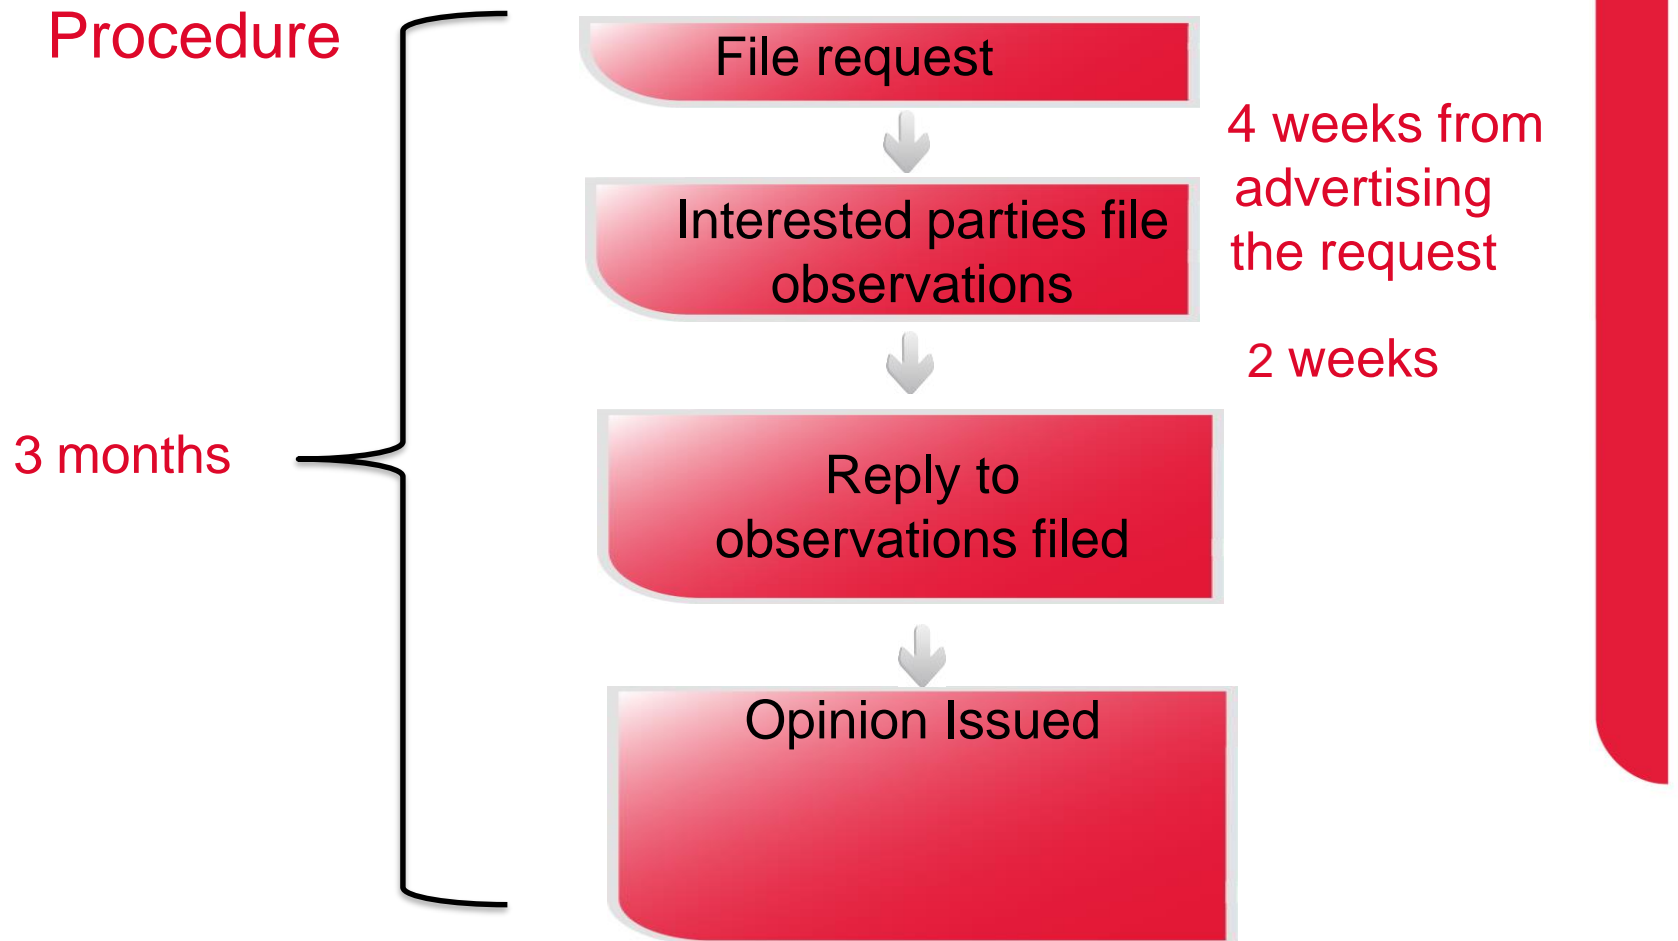 Procedure
File request
4 weeks from
advertising
the request
Interested parties file
observations
2 weeks
3 months
Reply to
observations filed
Opinion Issued